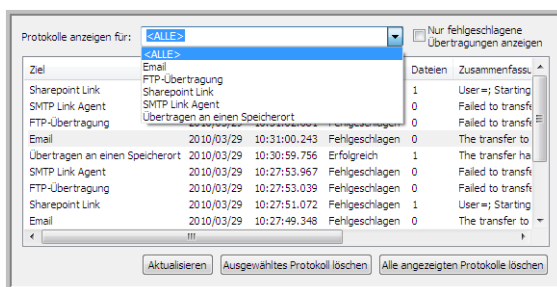 Protokolle anzeigen für: <ALLE> Nur fehlgeschlagene
Übertragungen anzeigen
<ALLE>
Email
FTP-Übertragung
Sharepoint Link
SMTP Link Agent
Übertragen an einen Speicherort
Ziel Dateien Zusammenfassu
Sharepoint Link 1 User=; Starting
SMTP Link Agent 0 Failed to transfe
FTP-Übertragung 0 Failed to transfe
Email 2010/03/29 10:31:00.243 Fehlgeschlagen 0 The transfer to
Übertragen an einen Speicherort 2010/03/29 10:30:59.756 Erfolgreich 1 The transfer ha
SMTP Link Agent 2010/03/29 10:27:53.967 Fehlgeschlagen 0 Failed to transfe
FTP-Übertragung 2010/03/29 10:27:53.039 Fehlgeschlagen 0 Failed to transfe
Sharepoint Link 2010/03/29 10:27:51.072 Fehlgeschlagen 1 User=; Starting
Email 2010/03/29 10:27:49.348 Fehlgeschlagen 0 The transfer to
Aktualisieren Ausgewähltes Protokoll löschen Alle angezeigten Protokolle löschen